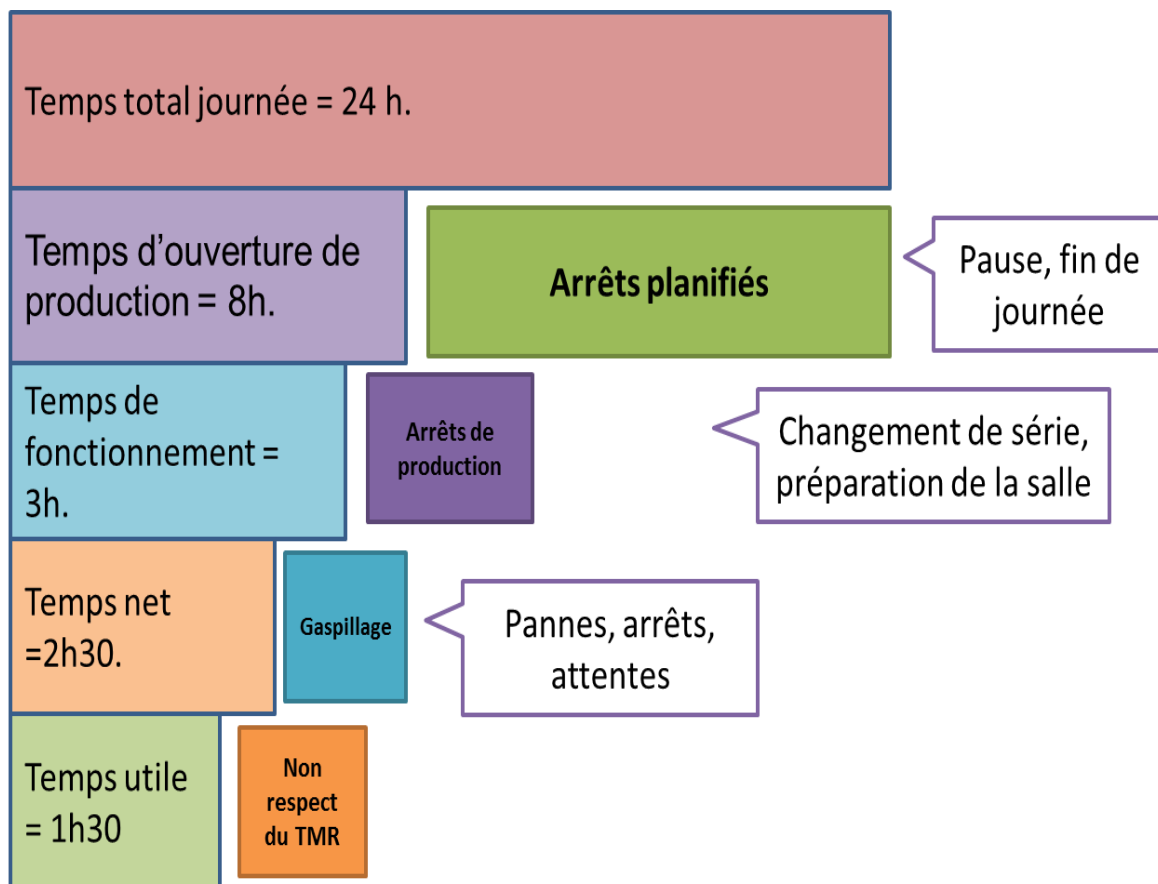 Temps total journée = 24 h.
Temps d’ouverture de
production = 8h.
Arrêts planifiés
Pause, fin de
journée
Temps de
fonctionnement =
3h.
Arrêts de
production
Changement de série,
préparation de la salle
Temps net
=2h30.
Gaspillage
Pannes, arrêts,
attentes
Temps utile
= 1h30
Non
respect
du TMR